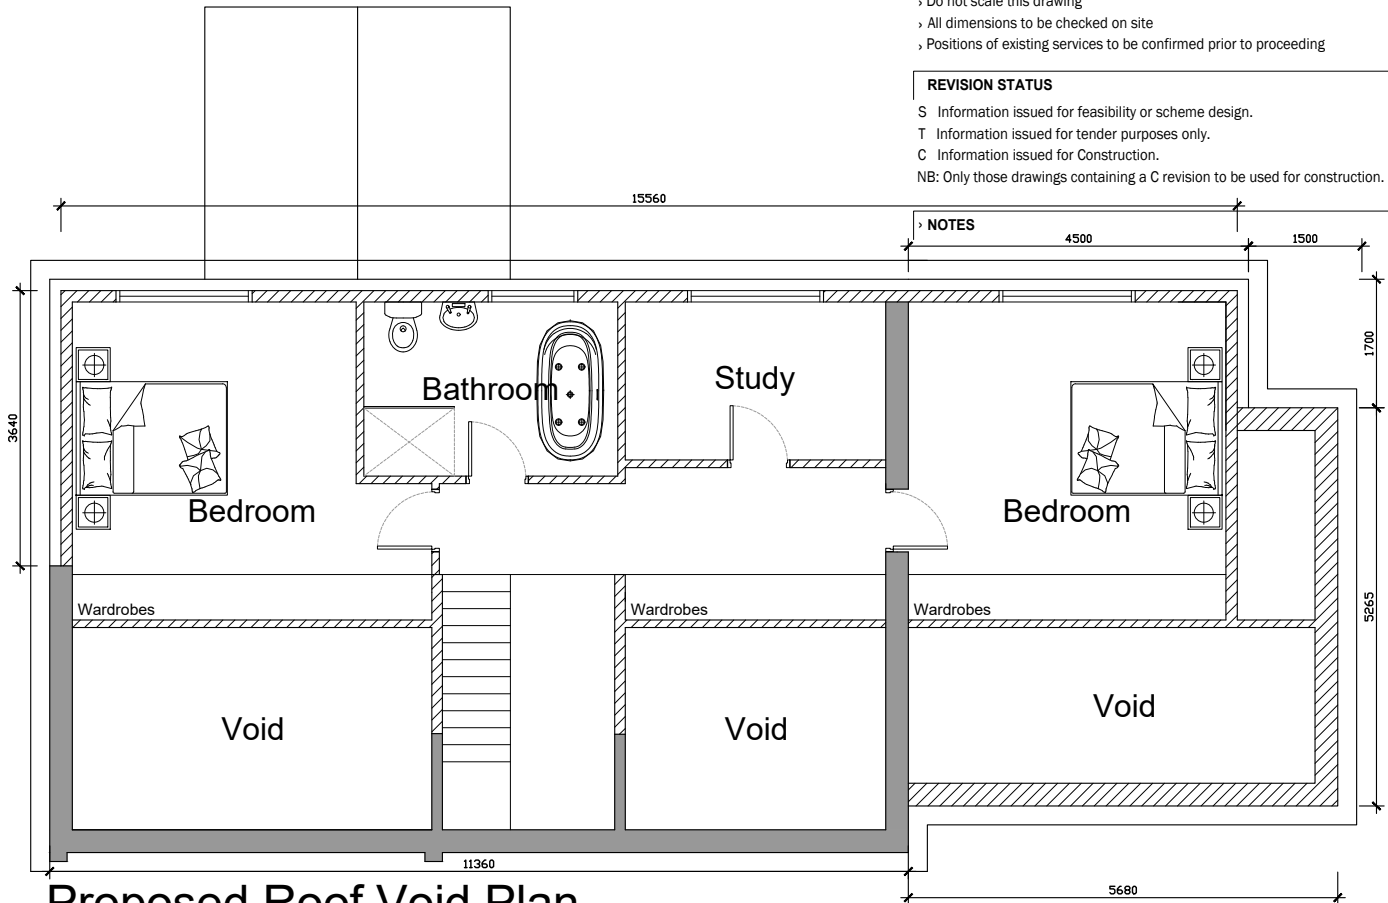 › Do not scale this drawing
› All dimensions to be checked on site
› Positions of existing services to be confirmed prior to proceeding
REVISION STATUS
S Information issued for feasibility or scheme design.
T Information issued for tender purposes only.
C Information issued for Construction.
NB: Only those drawings containing a C revision to be used for construction.
15560
› NOTES
4500
1500
1700
3640
Bathroom
Study
Bedroom
Bedroom
Wardrobes
Wardrobes
Wardrobes
5265
Void
Void
Void
11360
Proposed Roof Void Plan
5680